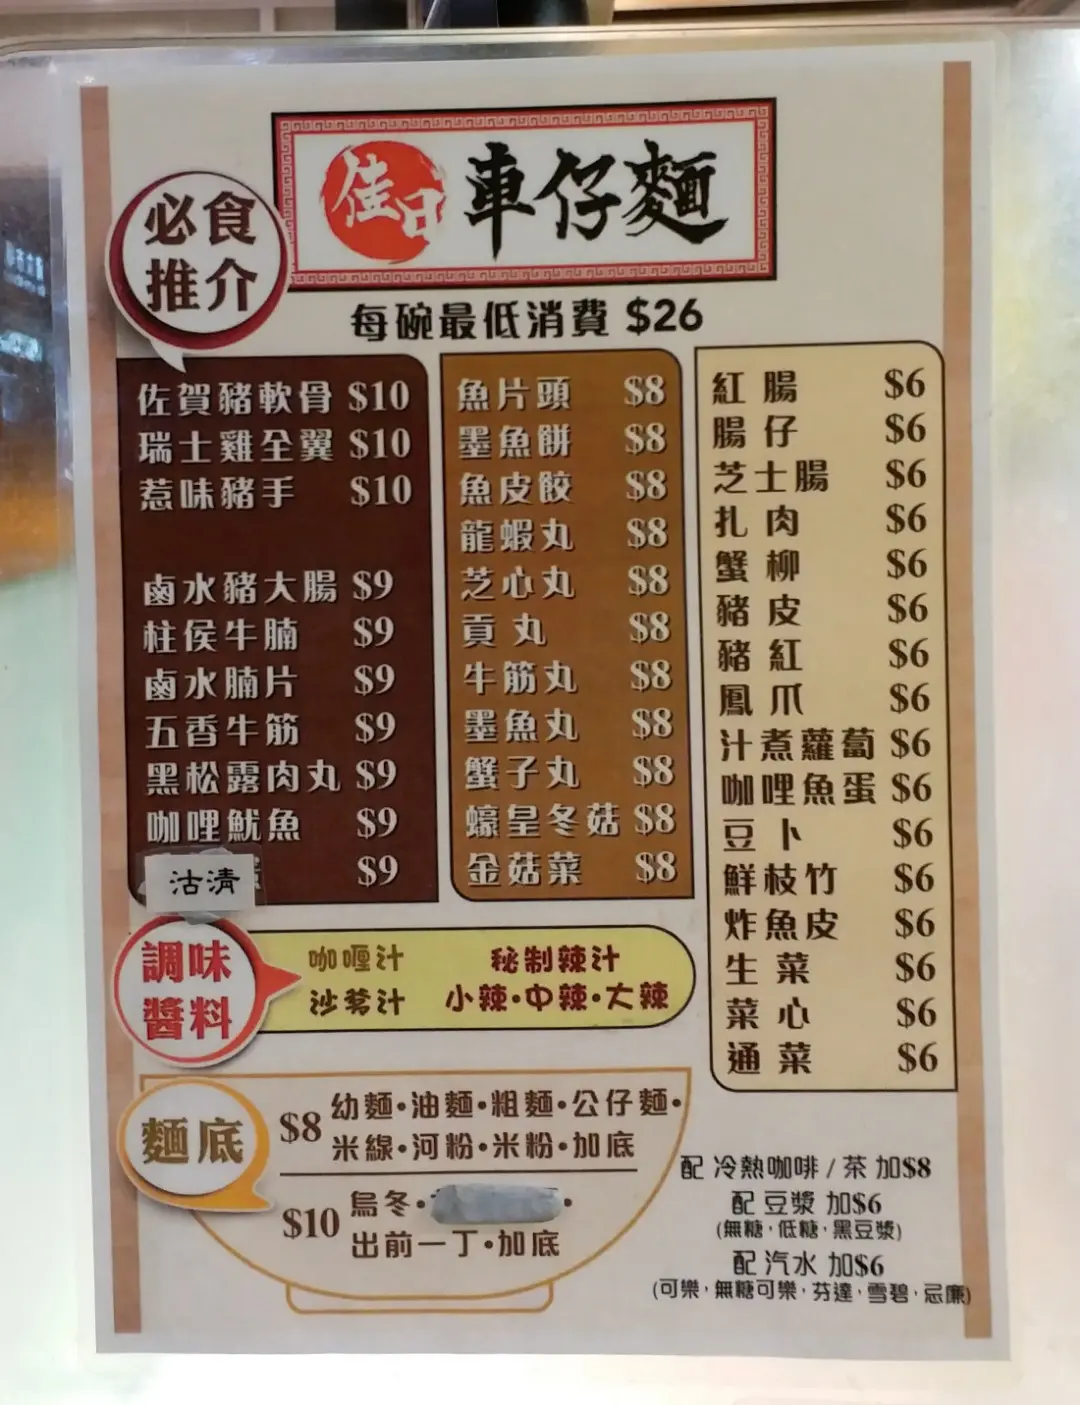 佳日 車仔麵
必食
推介
每碗最低消費 $26
佐賀豬軟骨 $10
瑞士雞全翼 $10
惹味豬手 $10
鹵水豬大腸 $9
柱侯牛腩 $9
鹵水腩片 $9
五香牛筋 $9
黑松露肉丸 $9
咖哩魷魚 $9
沽清 $9
魚片頭 $8
墨魚餅 $8
魚皮餃 $8
龍蝦丸 $8
芝心丸 $8
貢丸 $8
牛筋丸 $8
墨魚丸 $8
蟹子丸 $8
蠔皇冬菇 $8
金菇菜 $8
紅腸 $6
腸仔 $6
芝士腸 $6
扎肉 $6
蟹柳 $6
豬皮 $6
豬紅 $6
鳳爪 $6
汁煮蘿蔔 $6
咖哩魚蛋 $6
豆卜 $6
鮮枝竹 $6
炸魚皮 $6
生菜 $6
菜心 $6
通菜 $6
調味
醬料
咖喱汁 秘制辣汁
沙茗汁 小辣•中辣•大辣
麵底
$8 幼麵•油麵•粗麵•公仔麵•
米線•河粉•米粉•加底
$10 烏冬• •
出前一丁•加底
配 冷熱咖啡 / 茶 加$8
配 豆漿 加$6
(無糖，低糖，黑豆漿)
配 汽水 加$6
(可樂，無糖可樂，芬達，雪碧，忌廉)